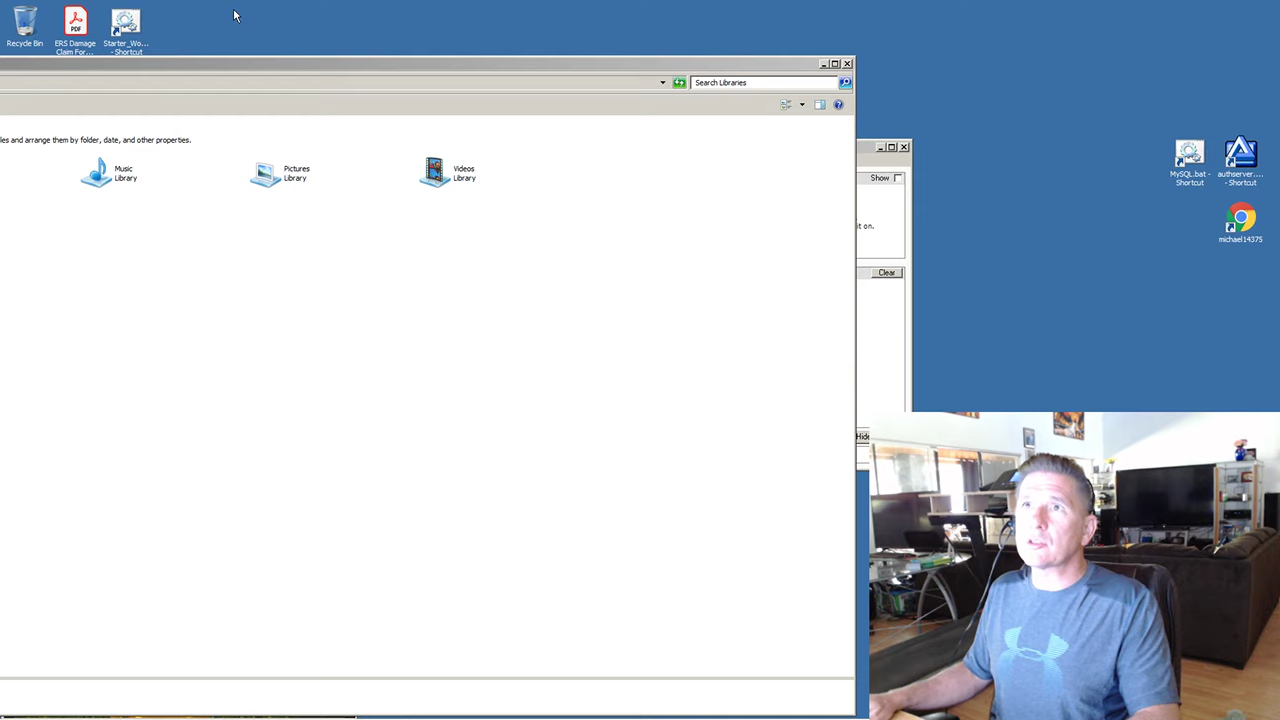 Recycle Bin
PDF
ERS Damage
Claim For...
Starter_Wo...
- Shortcut
Search Libraries
les and arrange them by folder, date, and other properties.
Music
Library
Pictures
Library
Videos
Library
Show
it on.
Clear
Hide
MySQL.bat -
Shortcut
authserver....
- Shortcut
michael14375